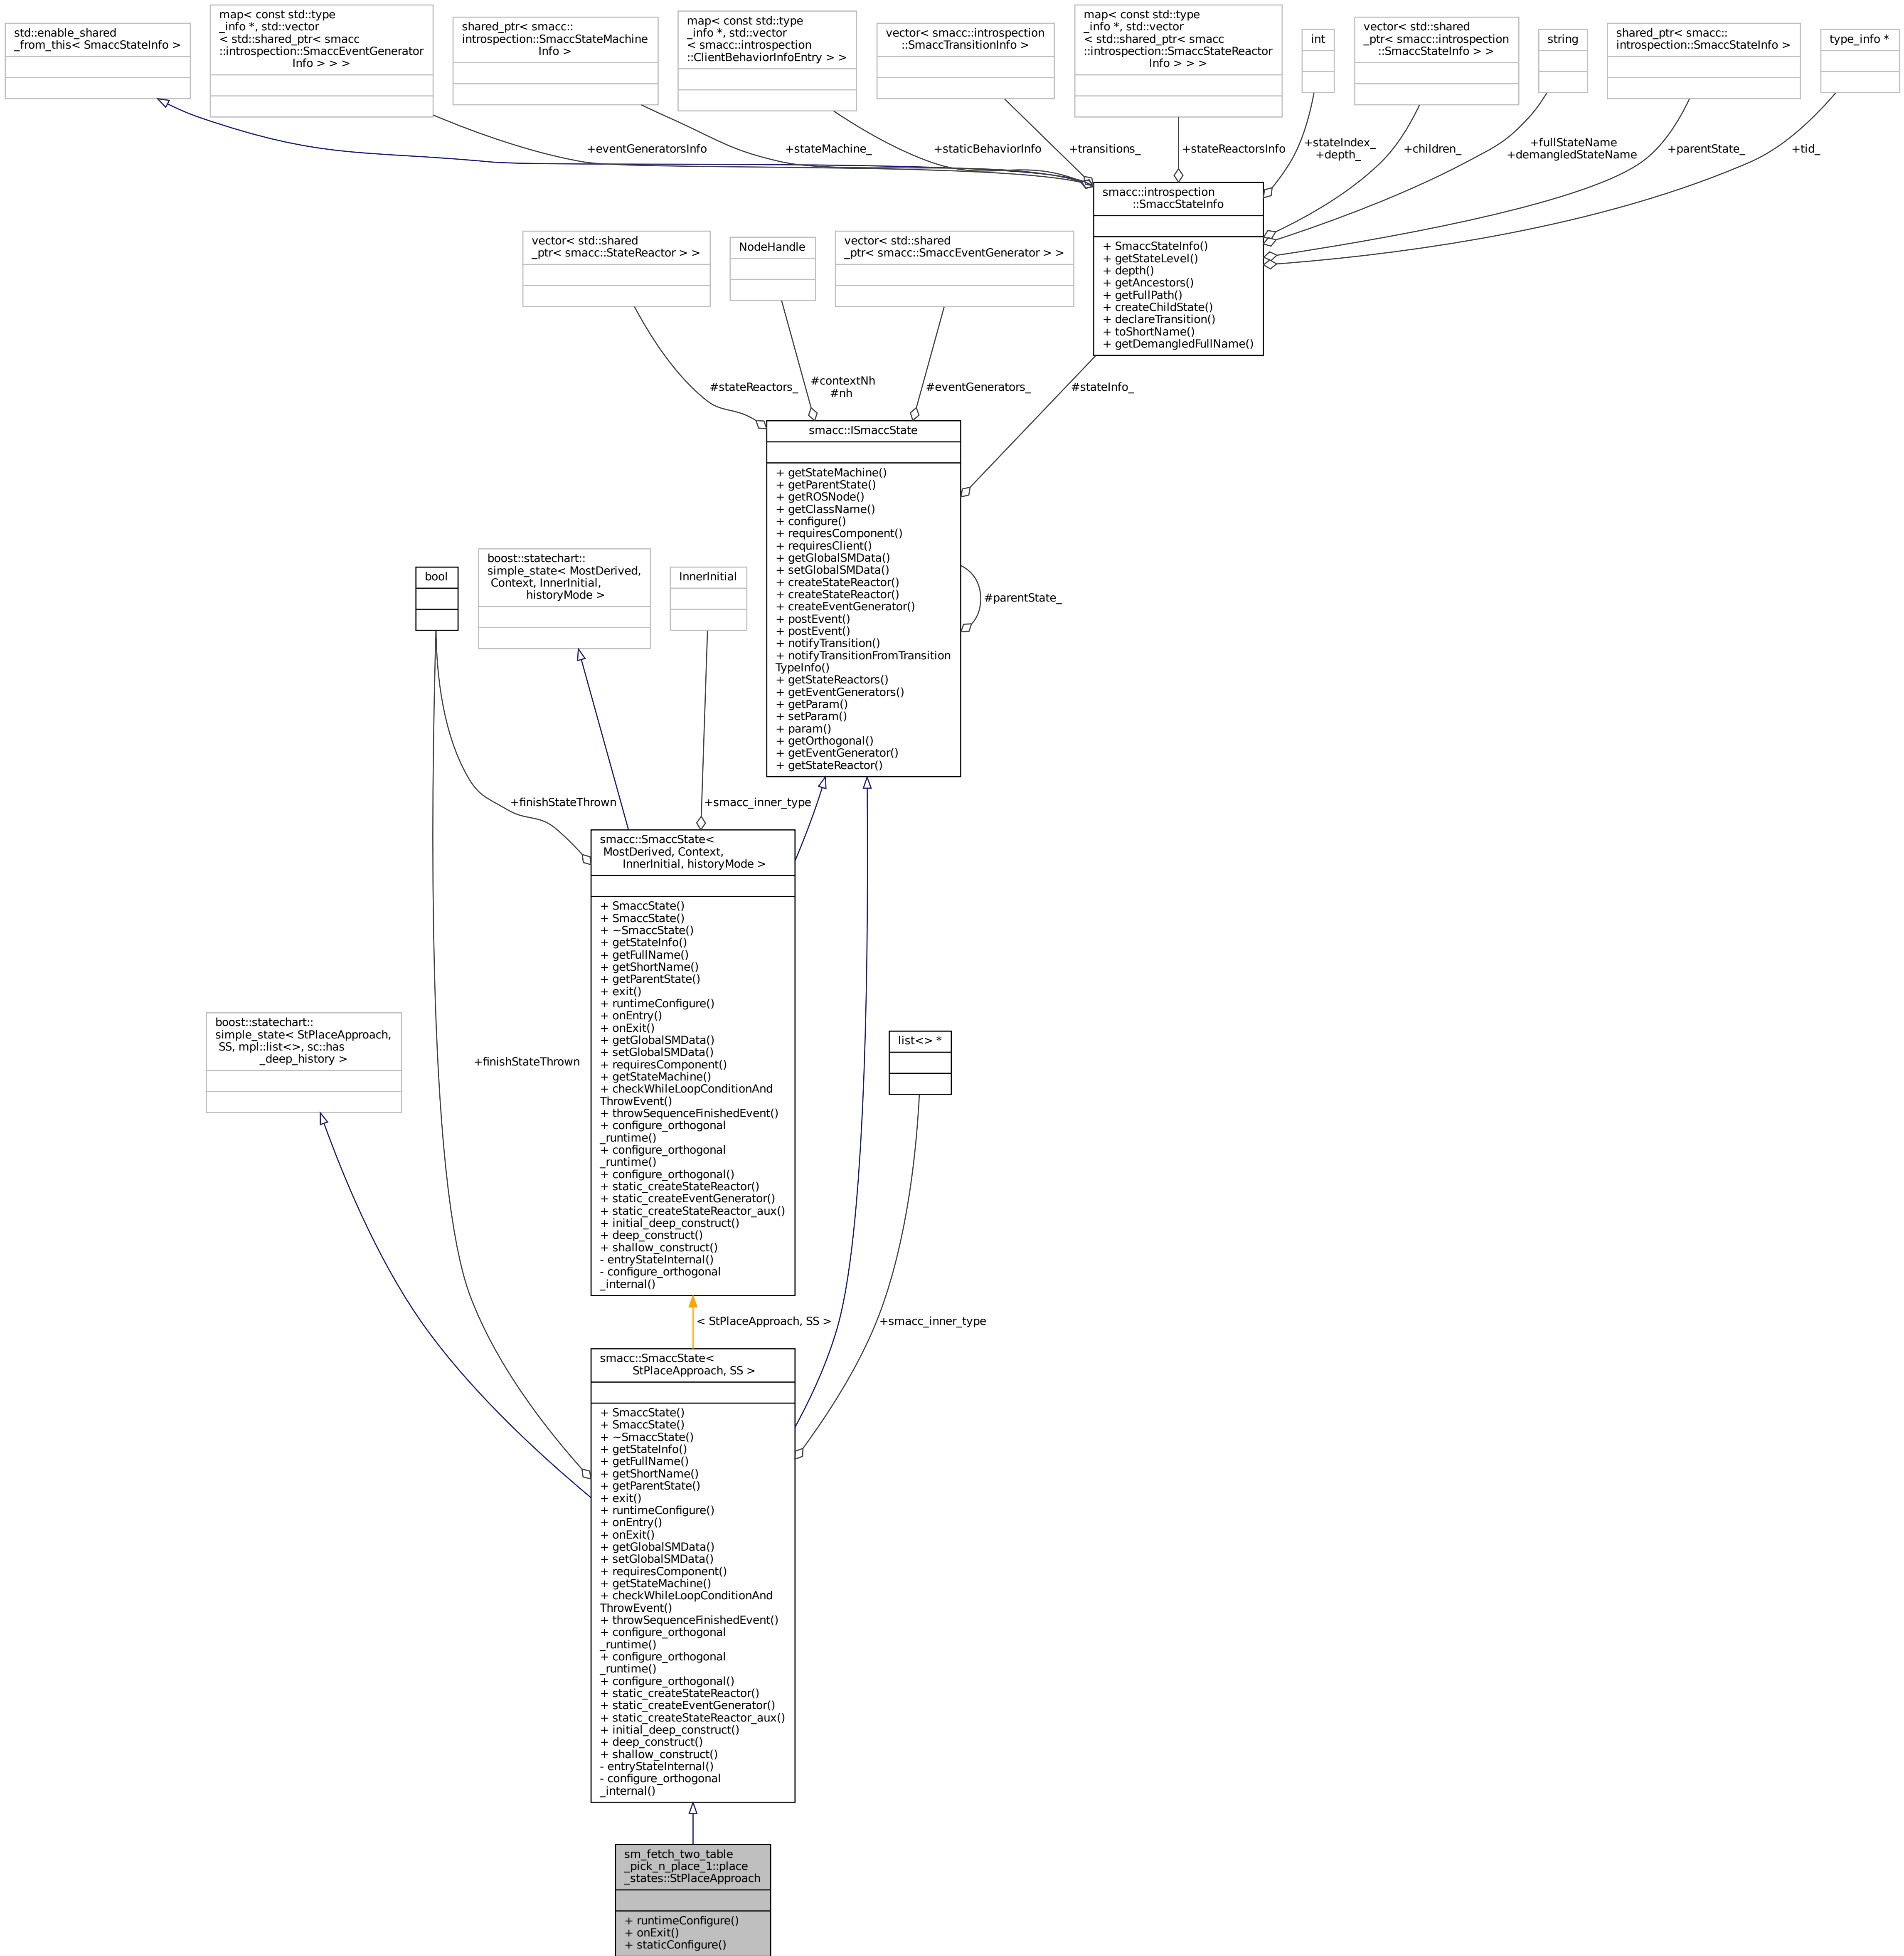 std::enable_shared
_from_this< SmaccStateInfo >
map< const std::type
_info *, std::vector
< std::shared_ptr< smacc
::introspection::SmaccEventGenerator
Info > > >
shared_ptr< smacc::
introspection::SmaccStateMachine
Info >
map< const std::type
_info *, std::vector
< smacc::introspection
::ClientBehaviorInfoEntry > >
vector< smacc::introspection
::SmaccTransitionInfo >
map< const std::type
_info *, std::vector
< std::shared_ptr< smacc
::introspection::SmaccStateReactor
Info > > >
int
vector< std::shared
_ptr< smacc::introspection
::SmaccStateInfo > >
string
shared_ptr< smacc::
introspection::SmaccStateInfo >
type_info *
+eventGeneratorsInfo
+stateMachine_
+staticBehaviorInfo
+transitions_
+stateReactorsInfo
+stateIndex_
+depth_
+children_
+fullStateName
+demangledStateName
+parentState_
+tid_
smacc::introspection
::SmaccStateInfo
+ SmaccStateInfo()
+ getStateLevel()
+ depth()
+ getAncestors()
+ getFullPath()
+ createChildState()
+ declareTransition()
+ toShortName()
+ getDemangledFullName()
vector< std::shared
_ptr< smacc::StateReactor > >
NodeHandle
vector< std::shared
_ptr< smacc::SmaccEventGenerator > >
#stateReactors_
#contextNh
#nh
#eventGenerators_
#stateInfo_
smacc::ISmaccState
+ getStateMachine()
+ getParentState()
+ getROSNode()
+ getClassName()
+ configure()
+ requiresComponent()
+ requiresClient()
+ getGlobalSMData()
+ setGlobalSMData()
+ createStateReactor()
+ createStateReactor()
+ createEventGenerator()
+ postEvent()
+ postEvent()
+ notifyTransition()
+ notifyTransitionFromTransition
TypeInfo()
+ getStateReactors()
+ getEventGenerators()
+ getParam()
+ setParam()
+ param()
+ getOrthogonal()
+ getEventGenerator()
+ getStateReactor()
#parentState_
bool
boost::statechart::
simple_state< MostDerived,
Context, InnerInitial,
historyMode >
InnerInitial
+finishStateThrown
+smacc_inner_type
smacc::SmaccState<
MostDerived, Context,
InnerInitial, historyMode >
+ SmaccState()
+ SmaccState()
+ ~SmaccState()
+ getStateInfo()
+ getFullName()
+ getShortName()
+ getParentState()
+ exit()
+ runtimeConfigure()
+ onEntry()
+ onExit()
+ getGlobalSMData()
+ setGlobalSMData()
+ requiresComponent()
+ getStateMachine()
+ checkWhileLoopConditionAnd
ThrowEvent()
+ throwSequenceFinishedEvent()
+ configure_orthogonal
_runtime()
+ configure_orthogonal
_runtime()
+ configure_orthogonal()
+ static_createStateReactor()
+ static_createEventGenerator()
+ static_createStateReactor_aux()
+ initial_deep_construct()
+ deep_construct()
+ shallow_construct()
- entryStateInternal()
- configure_orthogonal
_internal()
boost::statechart::
simple_state< StPlaceApproach,
SS, mpl::list<>, sc::has
_deep_history >
+finishStateThrown
list<> *
< StPlaceApproach, SS >
+smacc_inner_type
smacc::SmaccState<
StPlaceApproach, SS >
+ SmaccState()
+ SmaccState()
+ ~SmaccState()
+ getStateInfo()
+ getFullName()
+ getShortName()
+ getParentState()
+ exit()
+ runtimeConfigure()
+ onEntry()
+ onExit()
+ getGlobalSMData()
+ setGlobalSMData()
+ requiresComponent()
+ getStateMachine()
+ checkWhileLoopConditionAnd
ThrowEvent()
+ throwSequenceFinishedEvent()
+ configure_orthogonal
_runtime()
+ configure_orthogonal
_runtime()
+ configure_orthogonal()
+ static_createStateReactor()
+ static_createEventGenerator()
+ static_createStateReactor_aux()
+ initial_deep_construct()
+ deep_construct()
+ shallow_construct()
- entryStateInternal()
- configure_orthogonal
_internal()
sm_fetch_two_table
_pick_n_place_1::place
_states::StPlaceApproach
+ runtimeConfigure()
+ onExit()
+ staticConfigure()